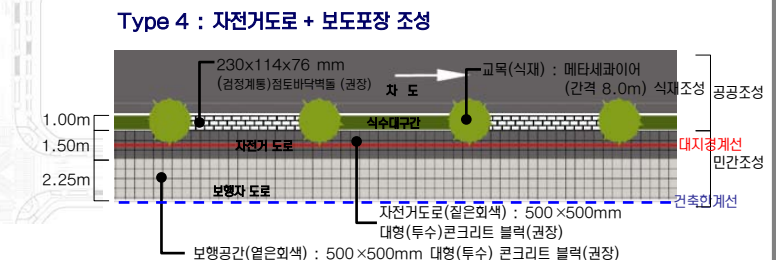 Type 4 : 자전거도로 + 보도포장 조성
230x114x76 mm
(검정계통)점토바닥벽돌 (권장)
차 도
교목(식재) : 메타세콰이어
(간격 8.0m) 식재조성
공공조성
1.00m
식수대구간
1.50m
자전거 도로
대지경계선
민간조성
2.25m
보행자 도로
건축한계선
자전거도로(짙은회색) : 500×500mm
대형(투수)콘크리트 블럭(권장)
보행공간(옅은회색) : 500×500mm 대형(투수) 콘크리트 블럭(권장)